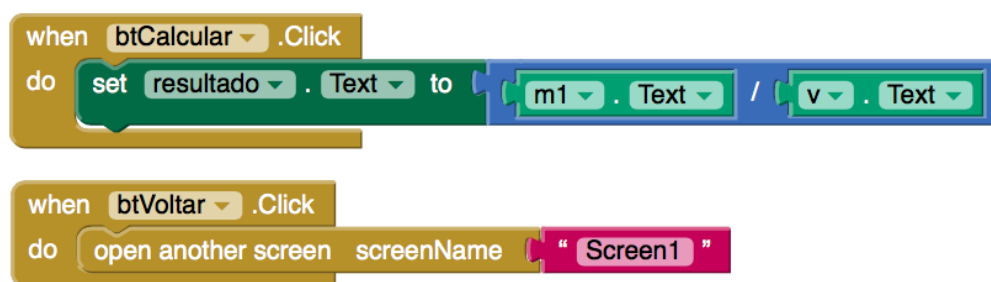 when btCalcular .Click
do set resultado . Text to m1 . Text / v . Text
when btVoltar .Click
do open another screen screenName “ Screen1 ”